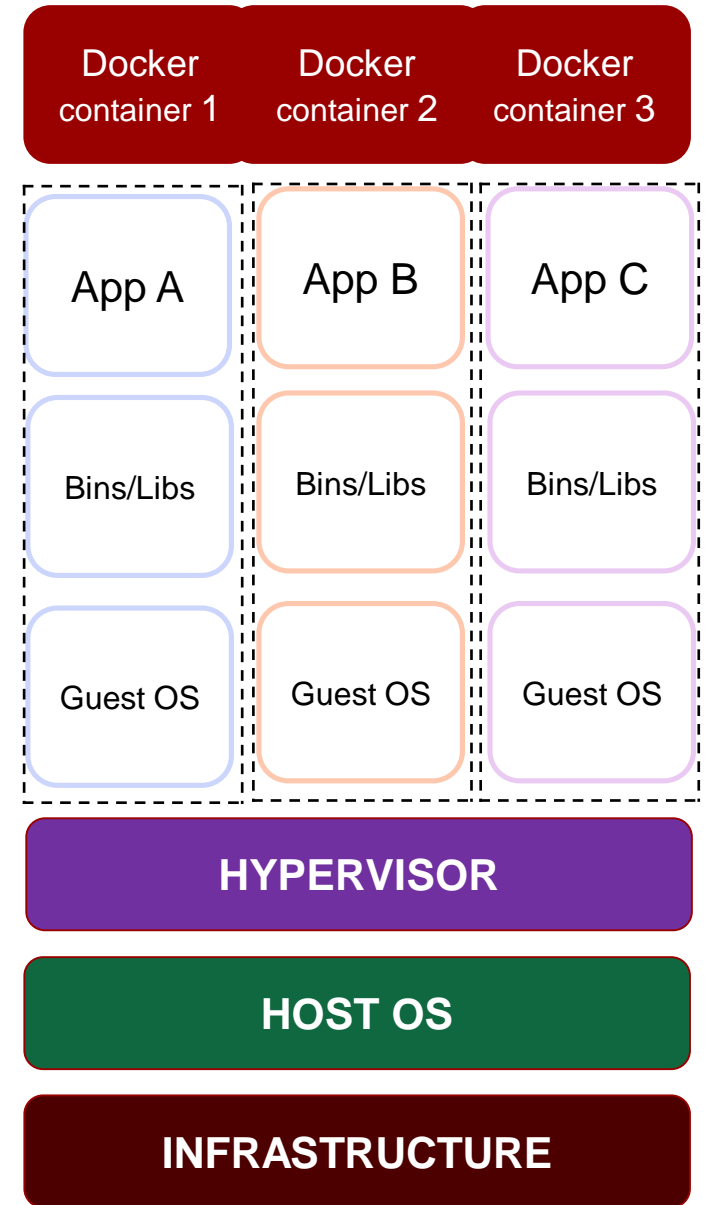 Docker
container 1
Docker
container 2
Docker
container 3
App A
App B
App C
Bins/Libs
Bins/Libs
Bins/Libs
Guest OS
Guest OS
Guest OS
HYPERVISOR
HOST OS
INFRASTRUCTURE